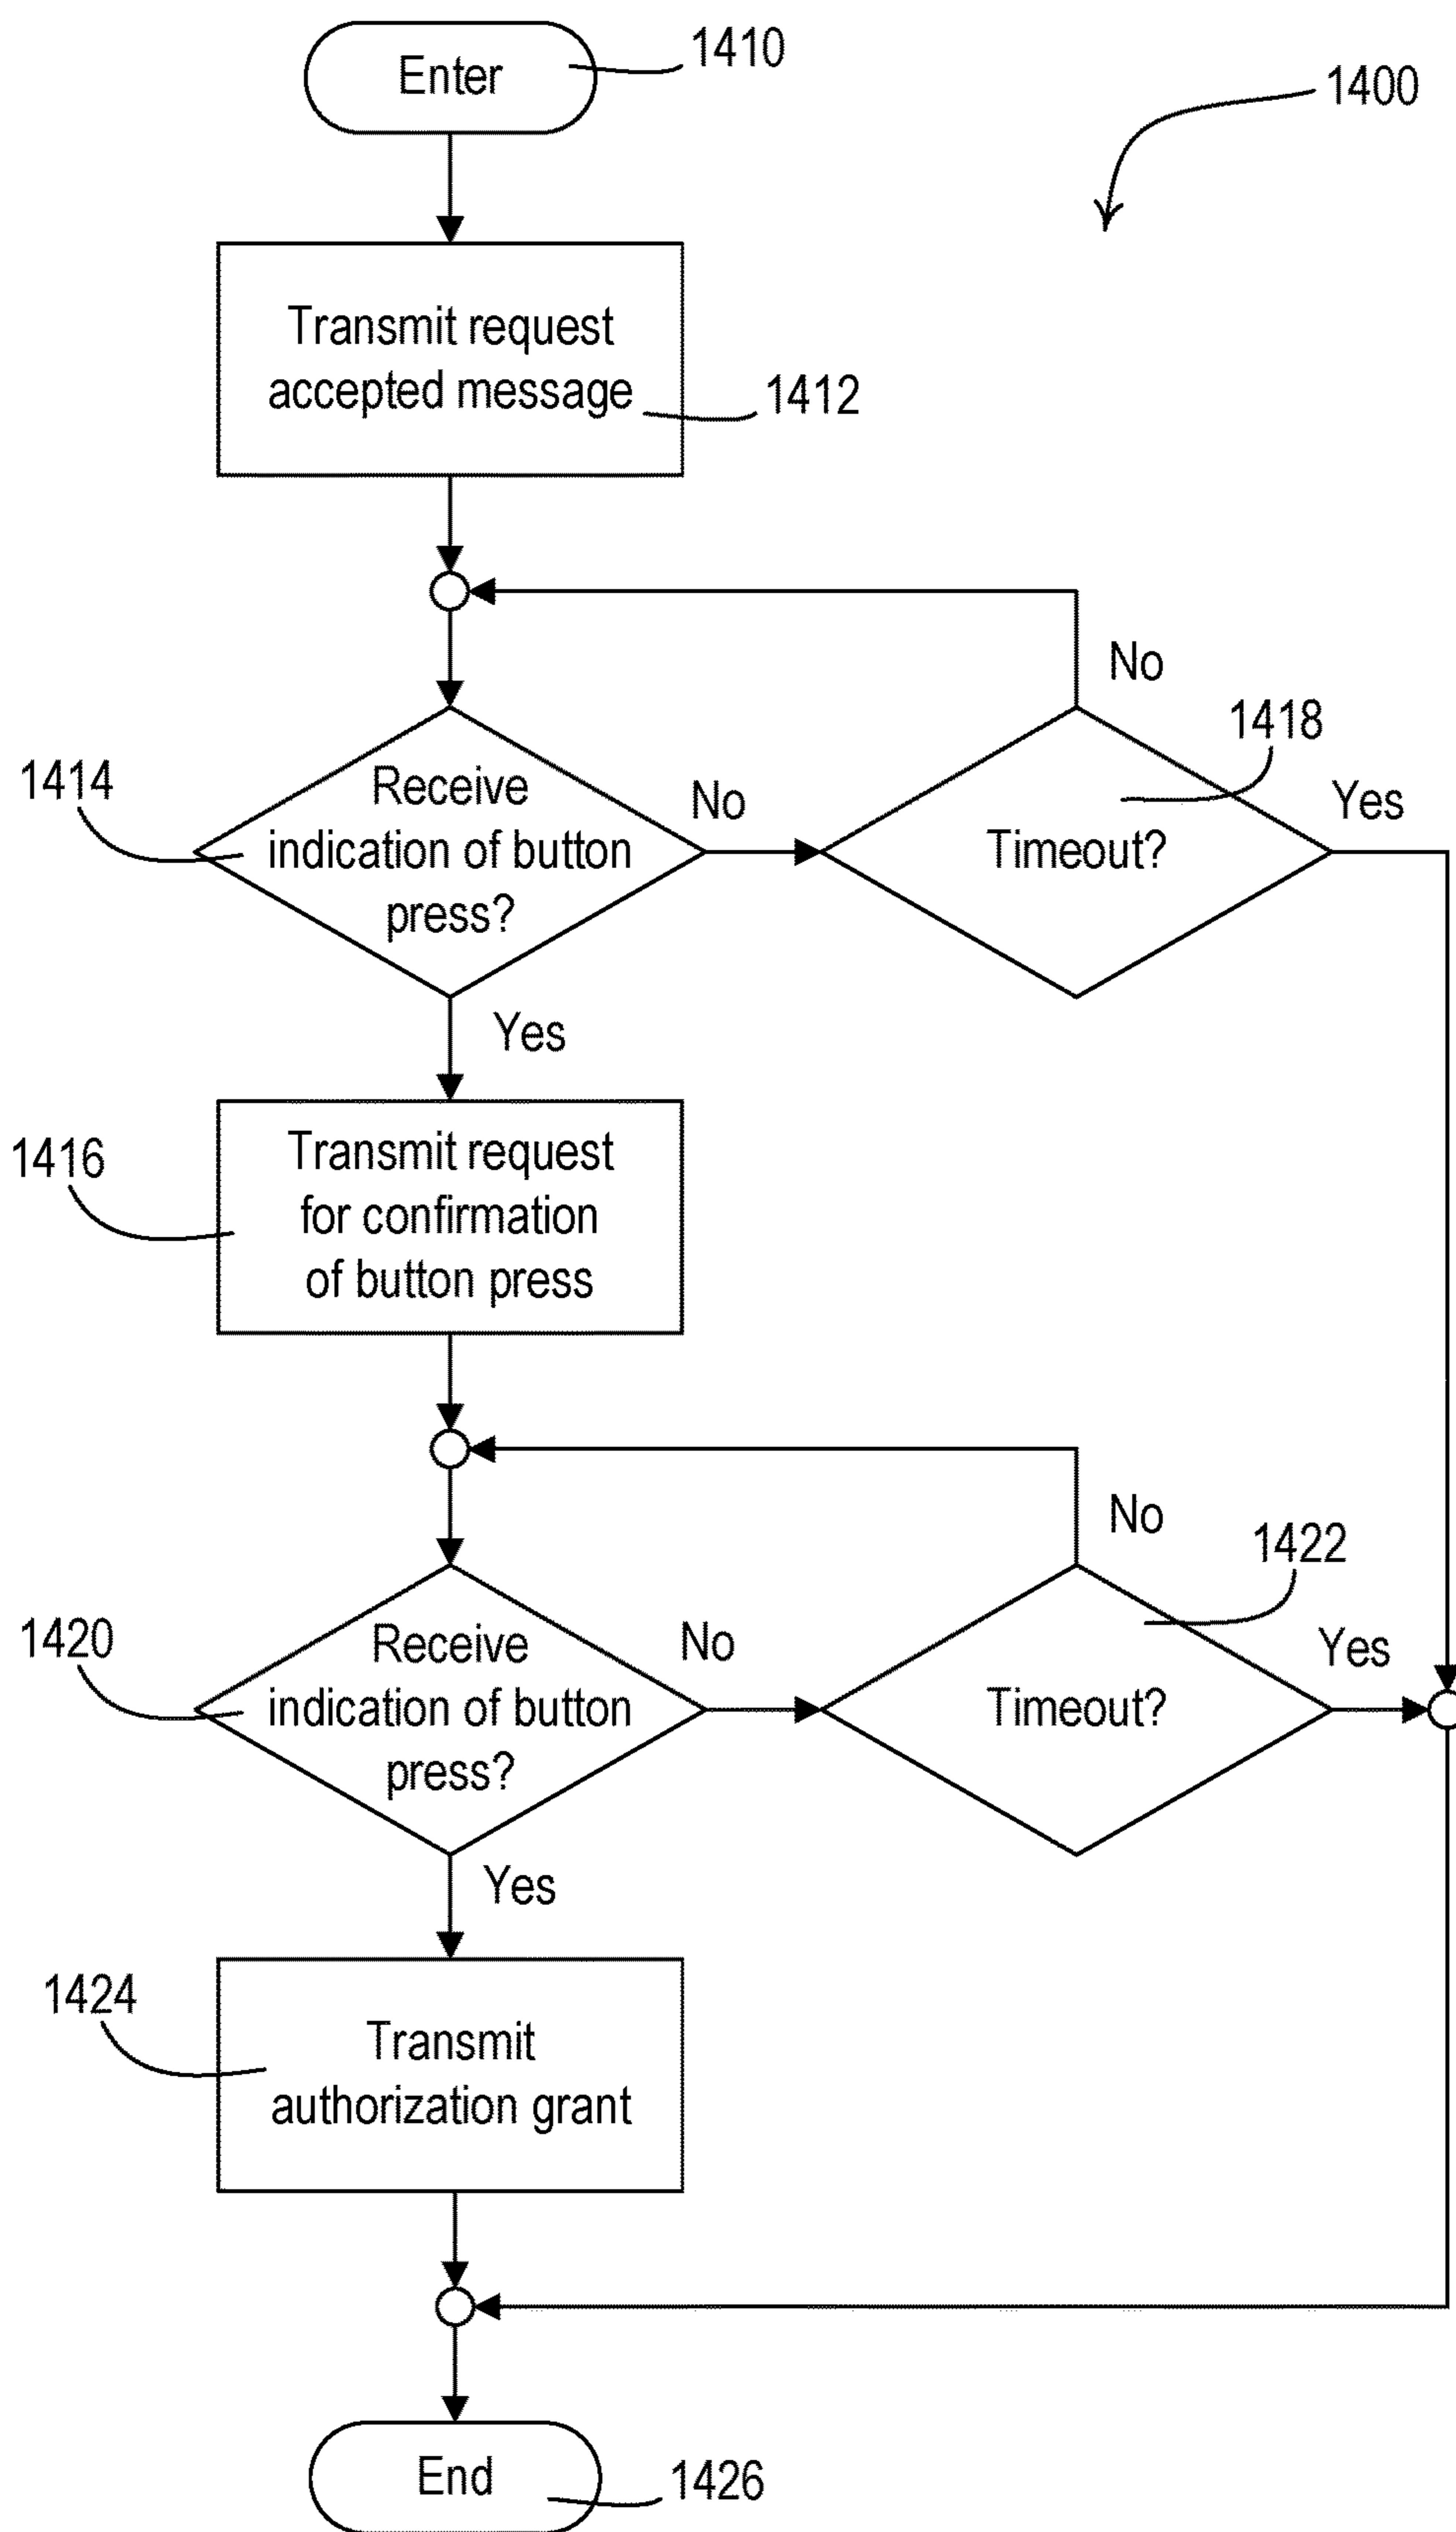 Enter
1410
1400
Transmit request
accepted message
1412
No
1418
1414
Receive
indication of button
press?
No
Timeout?
Yes
Yes
1416
Transmit request
for confirmation
of button press
No
1422
1420
Receive
indication of button
press?
No
Timeout?
Yes
Yes
1424
Transmit
authorization grant
End
1426